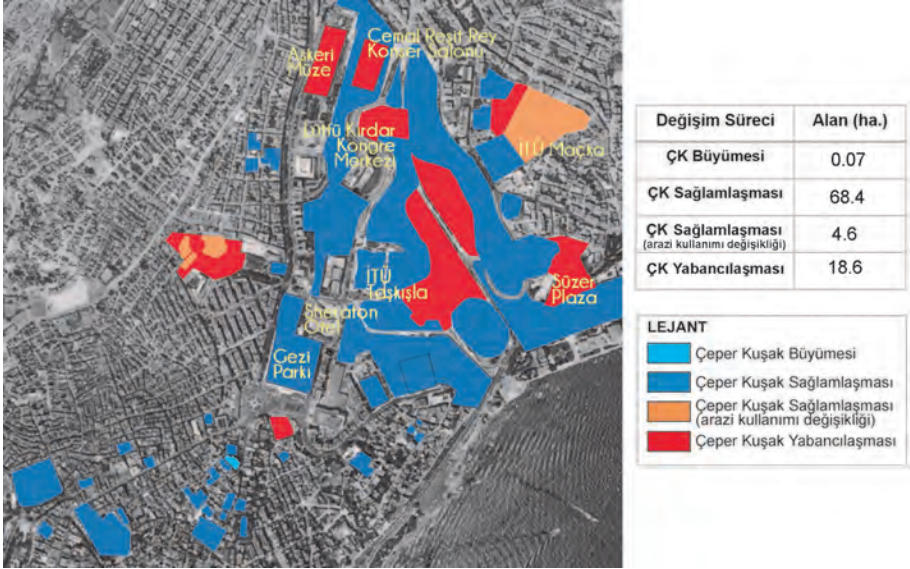 Cemal Reşit Rey
Konser Salonu
Askeri
Müze
Lütfü Kırdar
Kongre
Merkezi
İTÜ Maçka
İTÜ
Taşkışla
Süzer
Plaza
Sheraton
Otel
Gezi
Parkı
Değişim Süreci Alan (ha.)
ÇK Büyümesi 0.07
ÇK Sağlamlaşması 68.4
ÇK Sağlamlaşması 4.6
(arazi kullanımı değişikliği)
ÇK Yabancılaşması 18.6
LEJANT
Çeper Kuşak Büyümesi
Çeper Kuşak Sağlamlaşması
Çeper Kuşak Sağlamlaşması
(arazi kullanımı değişikliği)
Çeper Kuşak Yabancılaşması